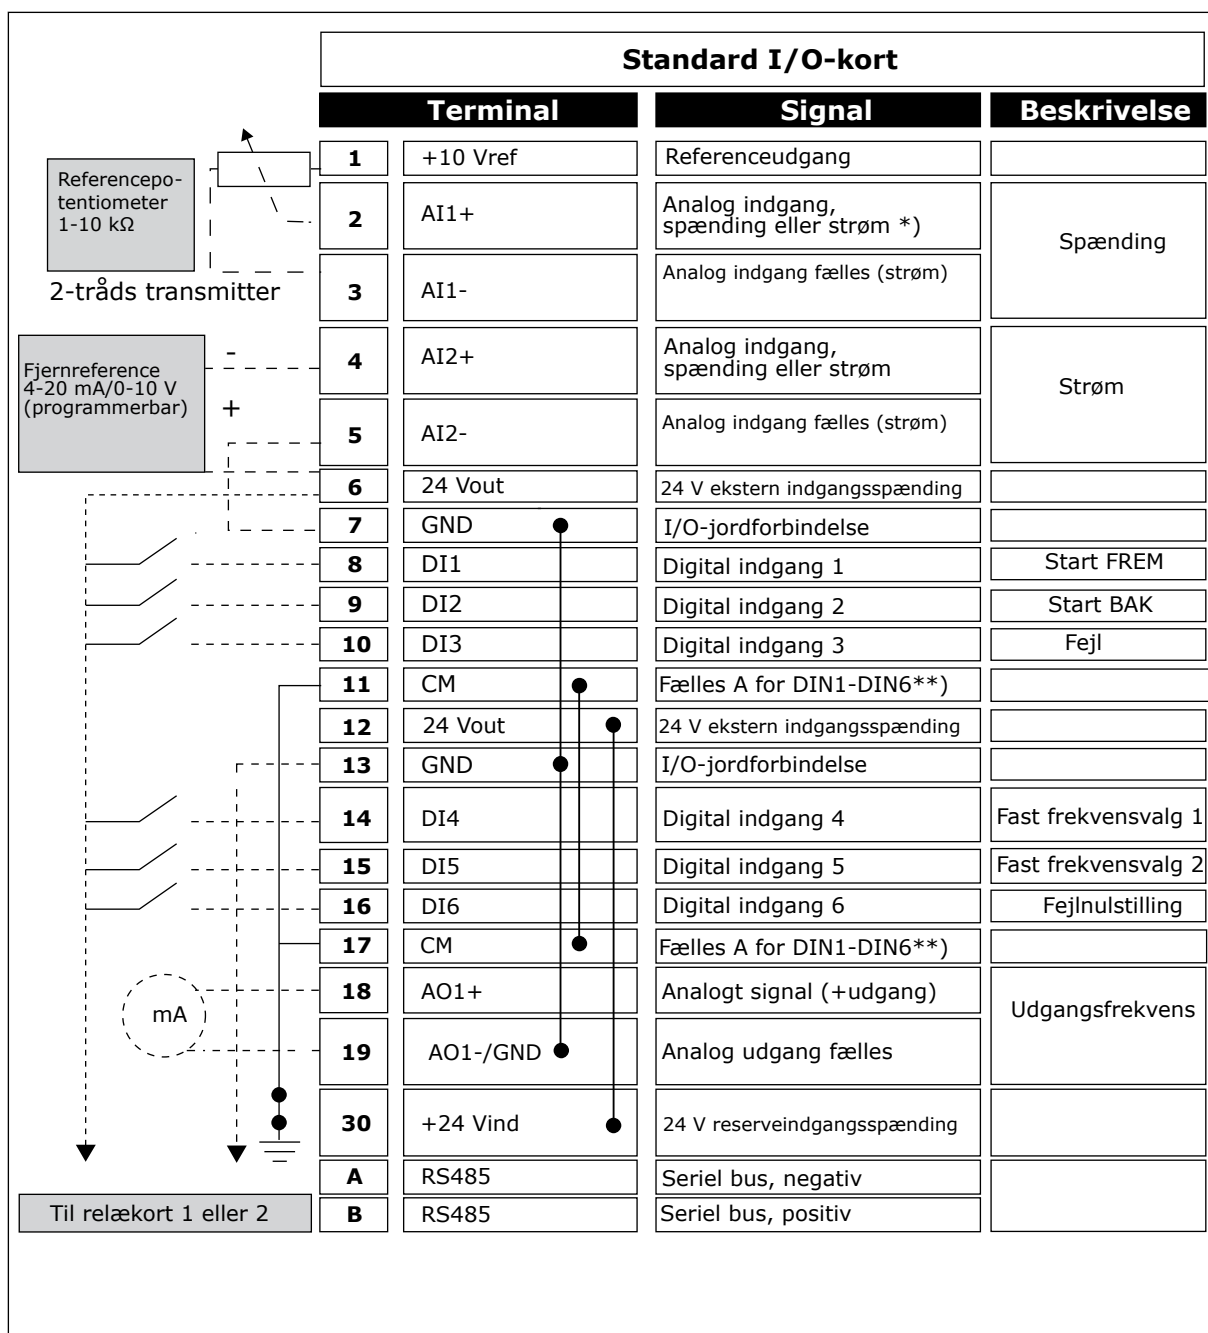 Standard I/O-kort
Terminal Signal Beskrivelse
1 +10 Vref Referenceudgang
Referencepo-
tentiometer
1-10 kΩ
2 AI1+ Analog indgang,
spænding eller strøm *)
Spænding
3 AI1- Analog indgang fælles (strøm)
2-tråds transmitter
4 AI2+ Analog indgang,
spænding eller strøm
Strøm
Fjernreference
4-20 mA/0-10 V
(programmerbar)
-
+
5 AI2- Analog indgang fælles (strøm)
6 24 Vout 24 V ekstern indgangsspænding
7 GND I/O-jordforbindelse
8 DI1 Digital indgang 1 Start FREM
9 DI2 Digital indgang 2 Start BAK
10 DI3 Digital indgang 3 Fejl
11 CM Fælles A for DIN1-DIN6**)
12 24 Vout 24 V ekstern indgangsspænding
13 GND I/O-jordforbindelse
14 DI4 Digital indgang 4 Fast frekvensvalg 1
15 DI5 Digital indgang 5 Fast frekvensvalg 2
16 DI6 Digital indgang 6 Fejlnulstilling
17 CM Fælles A for DIN1-DIN6**)
18 AO1+ Analogt signal (+udgang)
Udgangsfrekvens
mA
19 AO1-/GND Analog udgang fælles
30 +24 Vind 24 V reserveindgangsspænding
A RS485 Seriel bus, negativ
B RS485 Seriel bus, positiv
Til relækort 1 eller 2